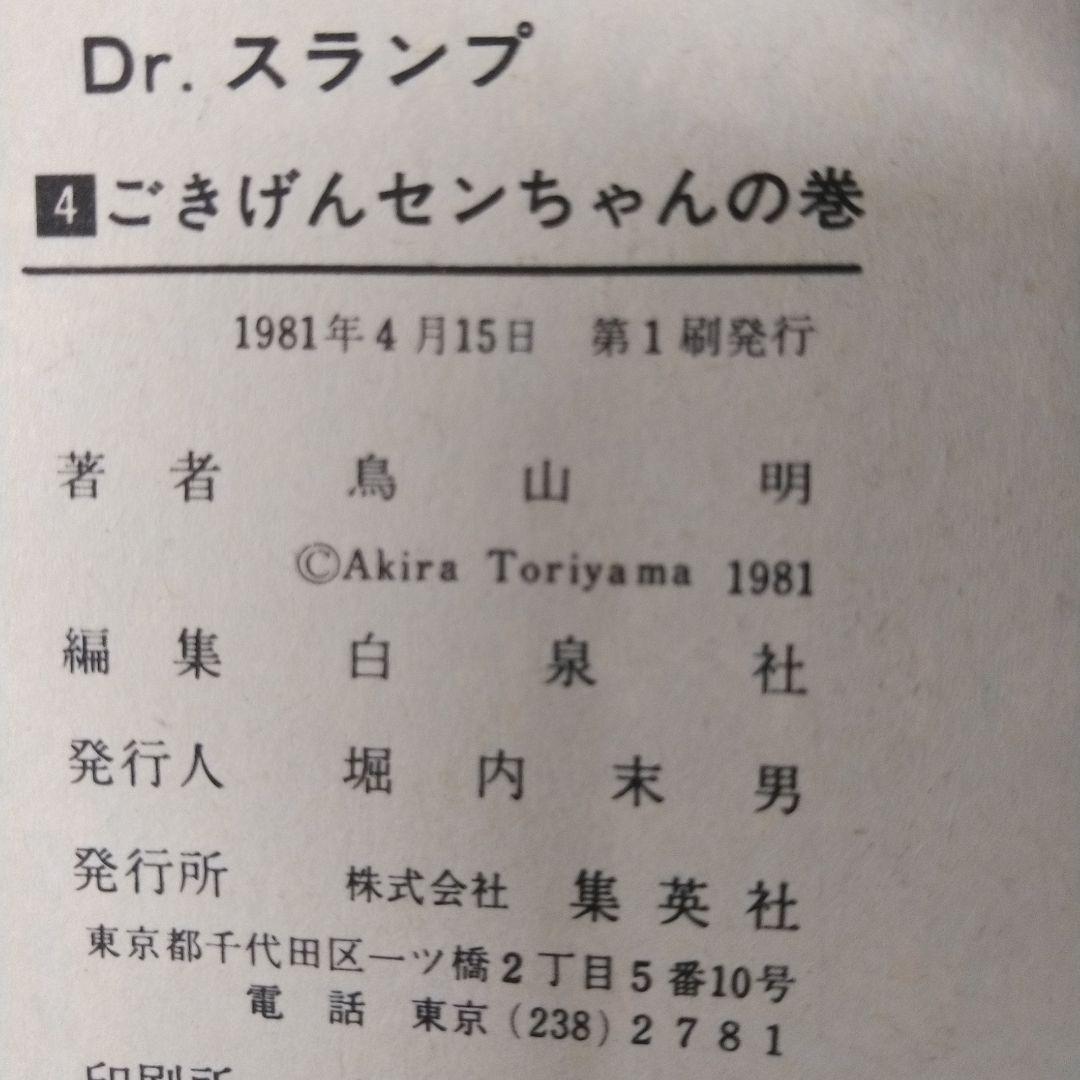 Dr. スランプ
4 ごきげんセンちゃんの巻
1981年4月15日 第1刷発行
著者 鳥山明
©Akira Toriyama 1981
編集 白泉社
発行人 堀内末男
発行所 株式会社 集英社
東京都千代田区一ツ橋2丁目5番10号
電話 東京(238)2781
印刷所